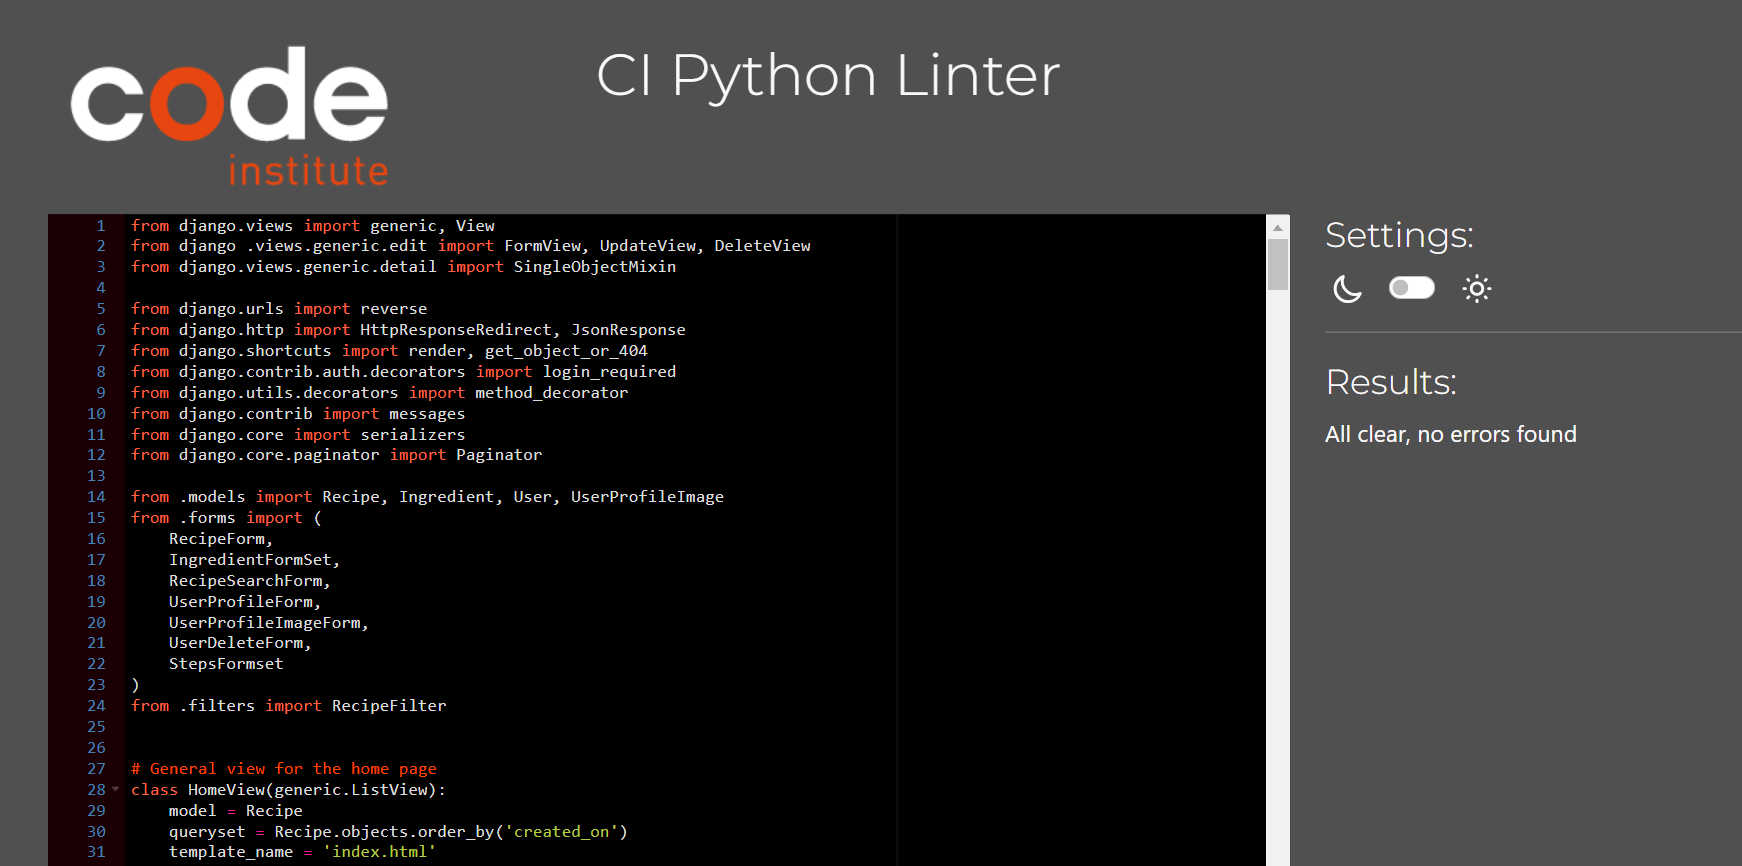 code
institute
CI Python Linter
1 from django.views import generic, View
2 from django .views.generic.edit import FormView, UpdateView, DeleteView
3 from django.views.generic.detail import SingleObjectMixin
4
5 from django.urls import reverse
6 from django.http import HttpResponseRedirect, JsonResponse
7 from django.shortcuts import render, get_object_or_404
8 from django.contrib.auth.decorators import login_required
9 from django.utils.decorators import method_decorator
10 from django.contrib import messages
11 from django.core import serializers
12 from django.core.paginator import Paginator
13
14 from .models import Recipe, Ingredient, User, UserProfileImage
15 from .forms import (
16     RecipeForm,
17     IngredientFormSet,
18     RecipeSearchForm,
19     UserProfileForm,
20     UserProfileImageForm,
21     UserDeleteForm,
22     StepsFormset
23 )
24 from .filters import RecipeFilter
25
26
27 # General view for the home page
28 class HomeView(generic.ListView):
29     model = Recipe
30     queryset = Recipe.objects.order_by('created_on')
31     template_name = 'index.html'
Settings:
Results:
All clear, no errors found